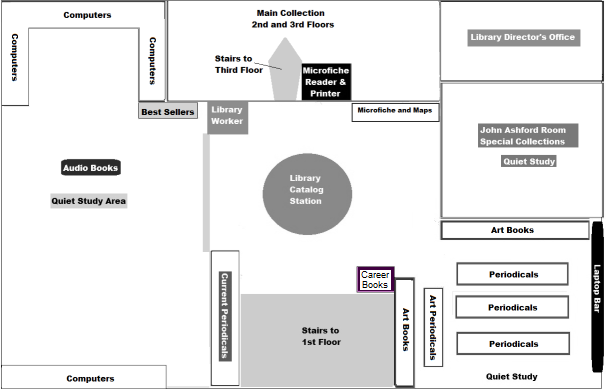 Computers
Main Collection
2nd and 3rd Floors
Library Director's Office
Computers
Computers
Stairs to
Third Floor
Microfiche
Reader &
Printer
Best Sellers
Library
Worker
Microfiche and Maps
John Ashford Room
Special Collections
Quiet Study
Audio Books
Library
Catalog
Station
Quiet Study Area
Art Books
Laptop Bar
Current Periodicals
Career
Books
Periodicals
Art Books
Art Periodicals
Periodicals
Stairs to
1st Floor
Periodicals
Computers
Quiet Study